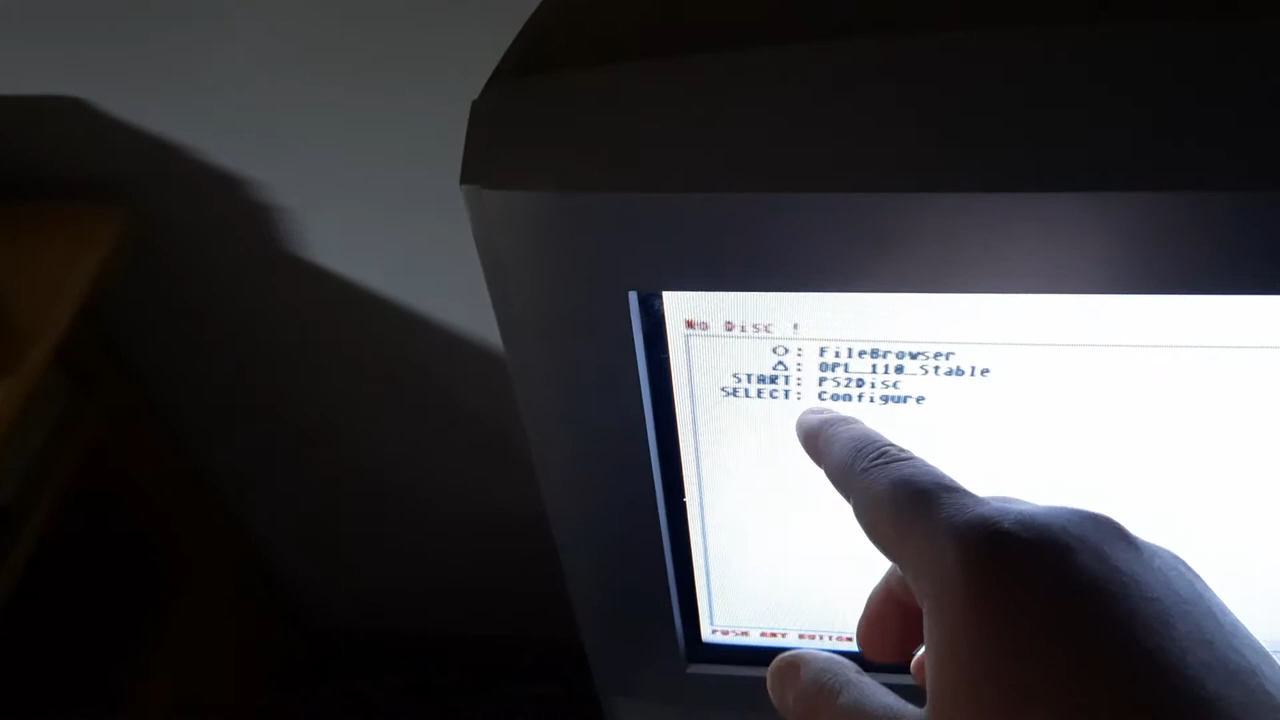 No Disc !
○: FileBrowser
△: OPL_110_Stable
START: PS2Disc
SELECT: Configure
PUSH ANY BUTTON